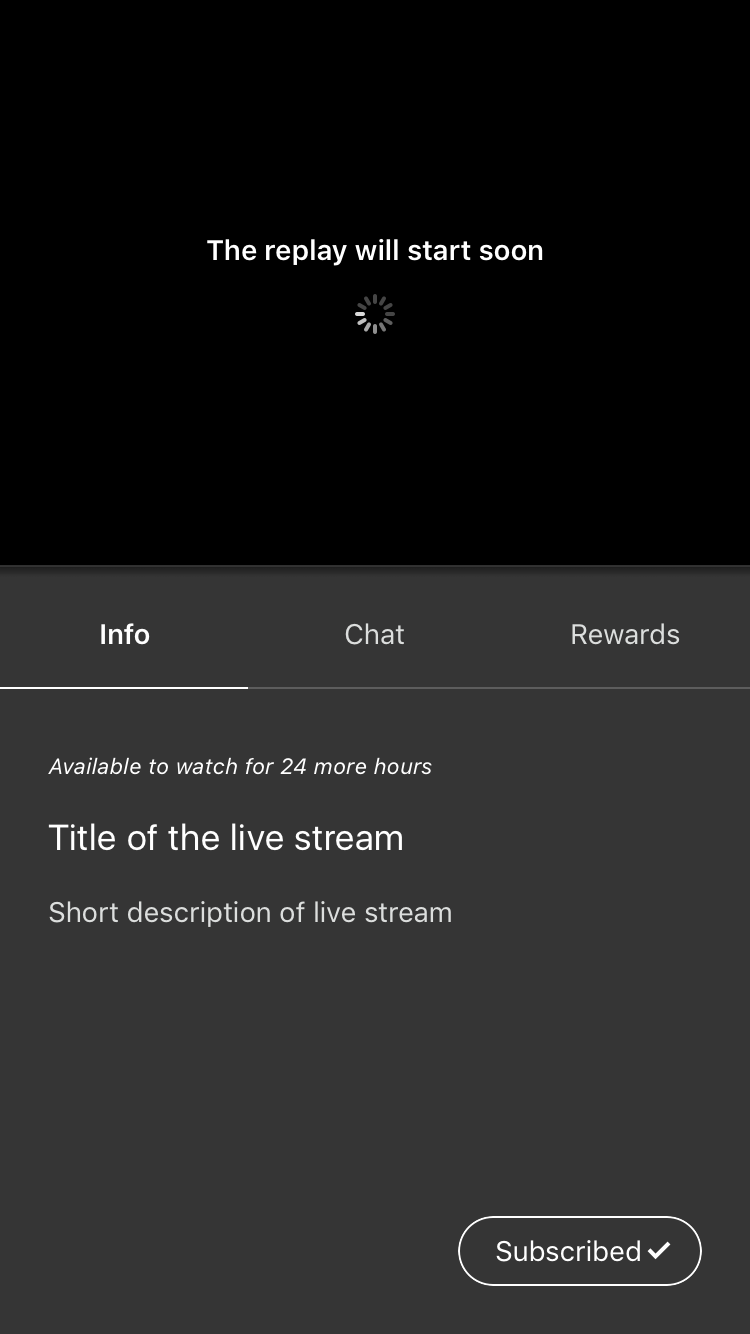 The replay will start soon
Info Chat Rewards
Available to watch for 24 more hours
Title of the live stream
Short description of live stream
Subscribed